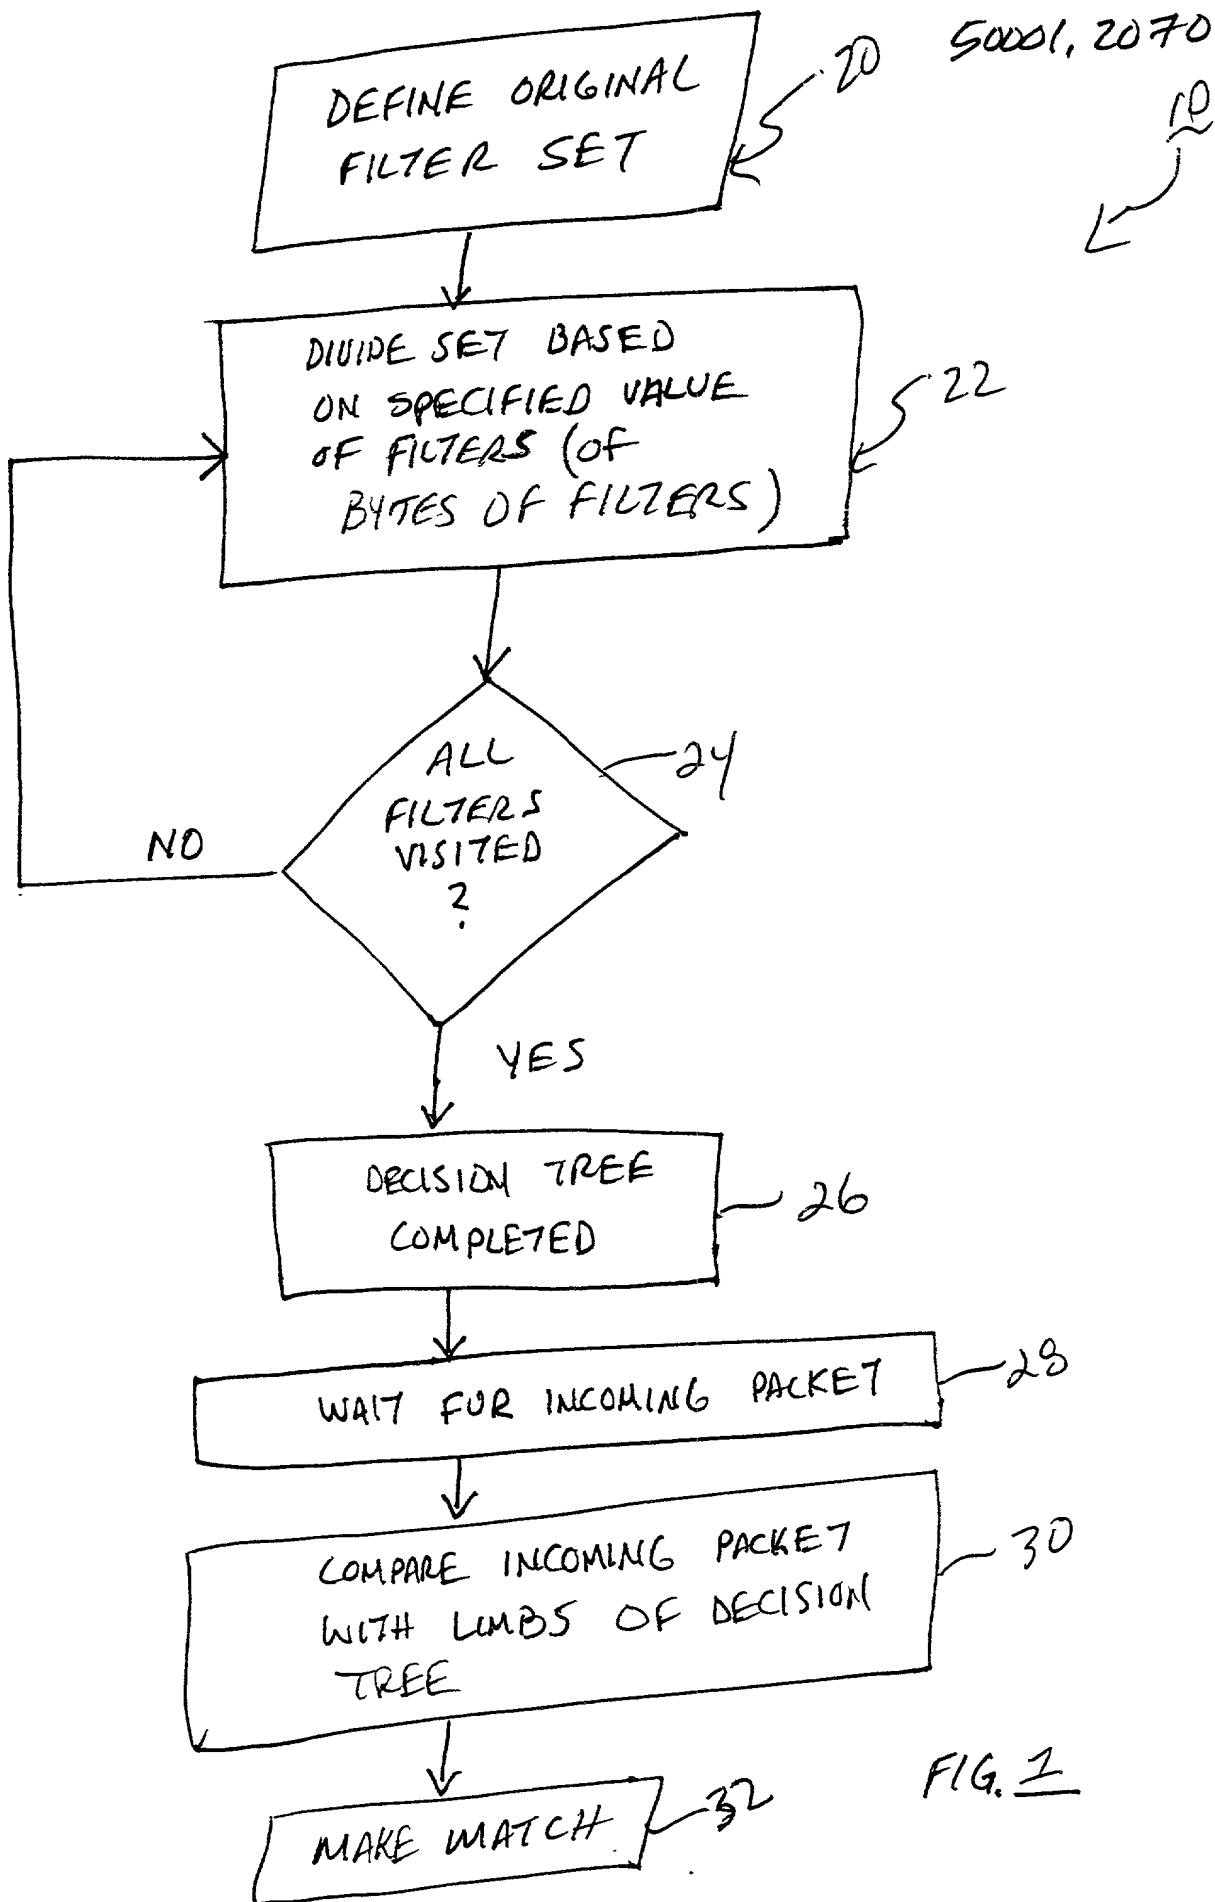 50001.2070
10
DEFINE ORIGINAL
FILTER SET
20
DIVIDE SET BASED
ON SPECIFIED VALUE
OF FILTERS (OF
BYTES OF FILTERS)
22
ALL
FILTERS
VISITED
?
24
NO
YES
DECISION TREE
COMPLETED
26
WAIT FOR INCOMING PACKET
28
COMPARE INCOMING PACKET
WITH LIMBS OF DECISION
TREE
30
MAKE MATCH
32
FIG. 1